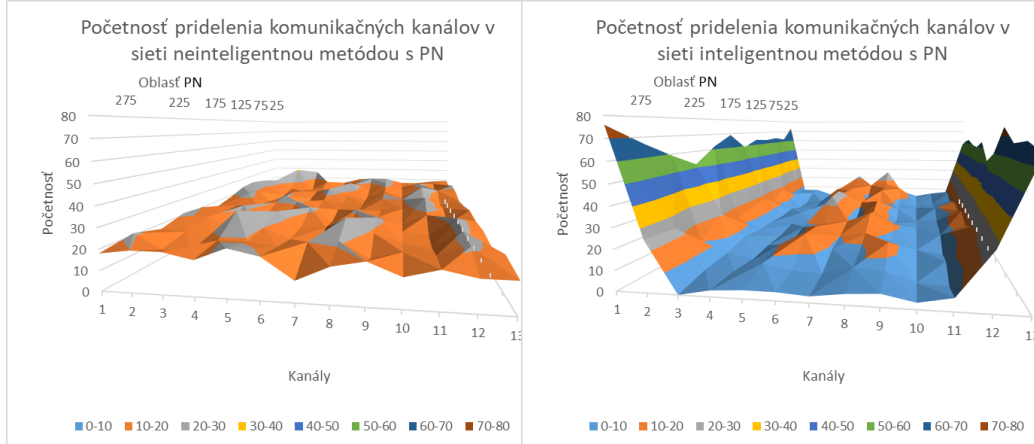 Početnosť pridelenia komunikačných kanálov v
sieti neinteligentnou metódou s PN
Oblasť PN
275 225 175 125 75 25
80
70
60
50
40
30
20
10
0
Početnosť
1 2 3 4 5 6 7 8 9 10 11 12 13
Kanály
0-10 10-20 20-30 30-40 40-50 50-60 60-70 70-80
Početnosť pridelenia komunikačných kanálov v
sieti inteligentnou metódou s PN
Oblasť PN
275 225 175 125 75 25
80
70
60
50
40
30
20
10
0
Početnosť
1 2 3 4 5 6 7 8 9 10 11 12 13
Kanály
0-10 10-20 20-30 30-40 40-50 50-60 60-70 70-80